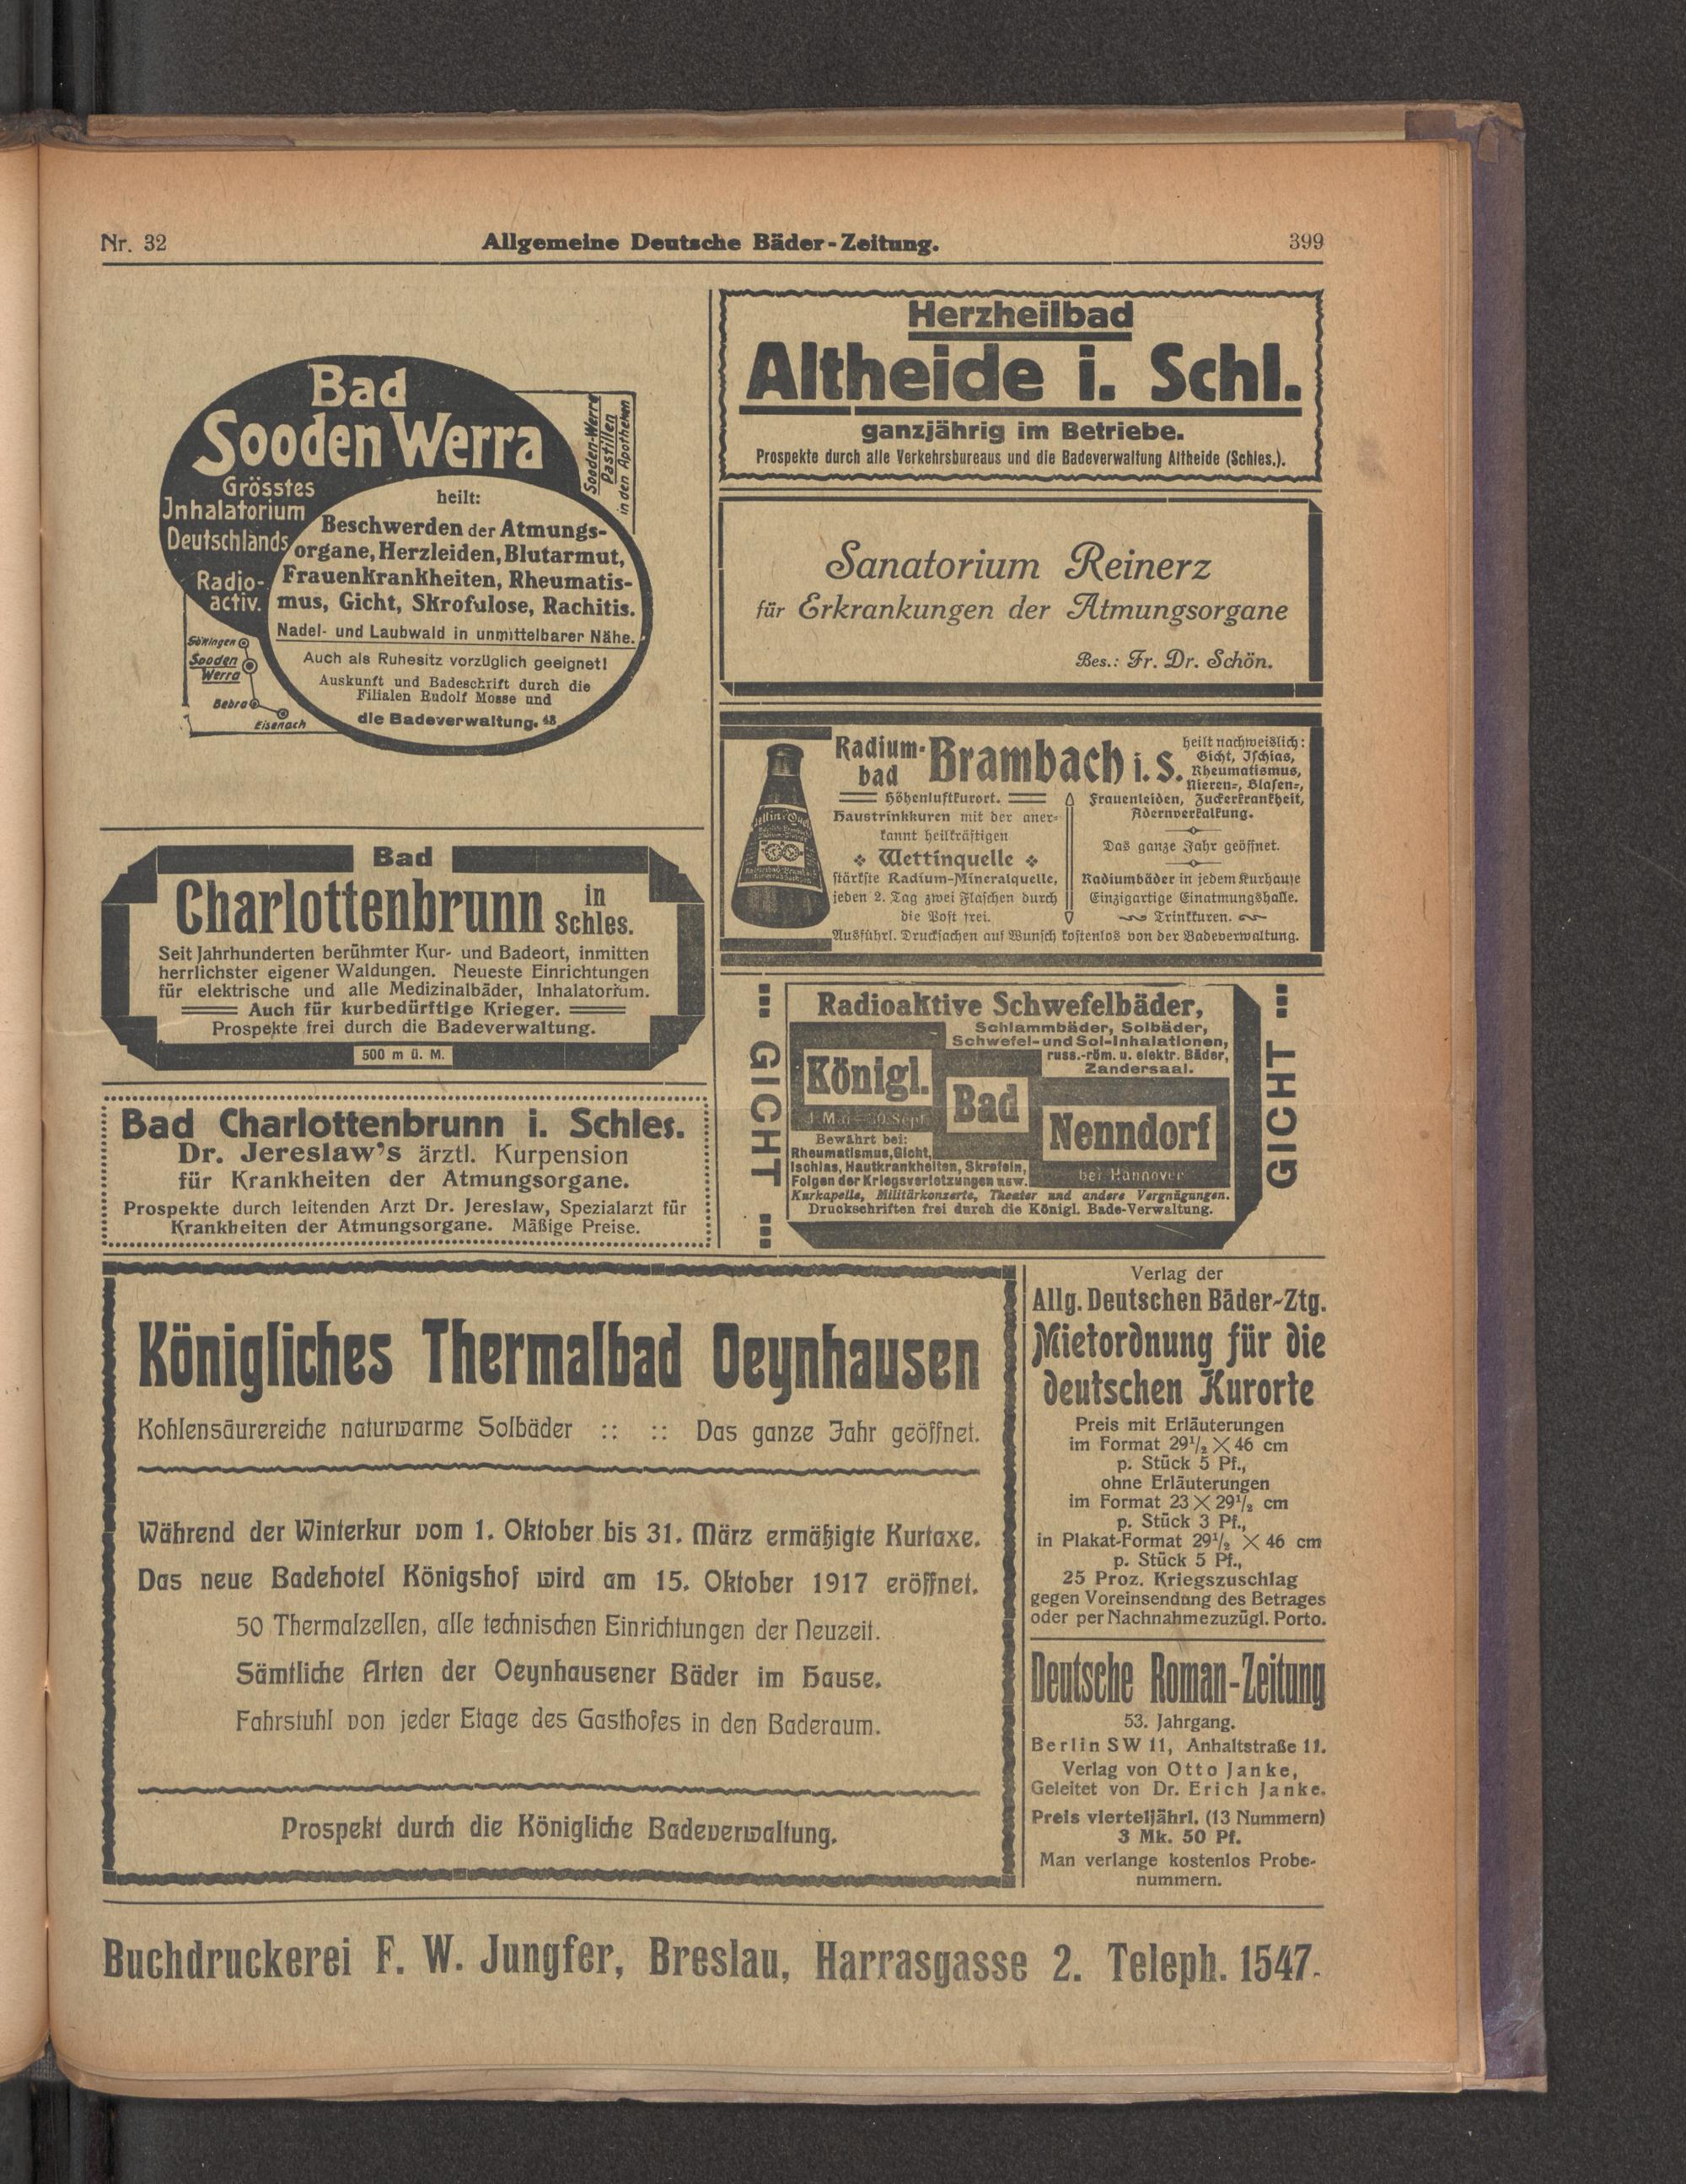 Nr. 32
Allgemeine Deutsche Bäder-Zeitung.
399
Bad
Sooden Werra
Grösstes
Inhalatorium
Deutschlands
Radio-
activ.
Sooden-Werra
Pastillen
in den Apotheken
heilt:
Beschwerden der Atmungs-
organe, Herzleiden, Blutarmut,
Frauenkrankheiten, Rheumatis-
mus, Gicht, Skrofulose, Rachitis.
Nadel- und Laubwald in unmittelbarer Nähe.
Auch als Ruhesitz vorzüglich geeignet!
Auskunft und Badeschrift durch die
Filialen Rudolf Mosse und
die Badeverwaltung. 48
Göttingen
Sooden
Werra
Bebra
Eisenach
Bad
Charlottenbrunn in
Schles.
Seit Jahrhunderten berühmter Kur- und Badeort, inmitten
herrlichster eigener Waldungen. Neueste Einrichtungen
für elektrische und alle Medizinalbäder, Inhalatorium.
Auch für kurbedürftige Krieger.
Prospekte frei durch die Badeverwaltung.
500 m ü. M.
Bad Charlottenbrunn i. Schles.
Dr. Jereslaw's ärztl. Kurpension
für Krankheiten der Atmungsorgane.
Prospekte durch leitenden Arzt Dr. Jereslaw, Spezialarzt für
Krankheiten der Atmungsorgane. Mäßige Preise.
Herzheilbad
Altheide i. Schl.
ganzjährig im Betriebe.
Prospekte durch alle Verkehrsbureaus und die Badeverwaltung Altheide (Schles.).
Sanatorium Reinerz
für Erkrankungen der Atmungsorgane
Bes.: Fr. Dr. Schön.
Radium-
bad
Brambach i. S.
heilt nachweislich:
Gicht, Ischias,
Rheumatismus,
Nieren-, Blasen-,
Frauenleiden, Zuckerkrankheit,
Adernverkalkung.
Höhenluftkurort.
Haustrinkkuren mit der aner-
kannt heilkräftigen
Wettinquelle
stärkste Radium-Mineralquelle,
jeden 2. Tag zwei Flaschen durch
die Post frei.
Das ganze Jahr geöffnet.
Radiumbäder in jedem Kurhause
Einzigartige Einatmungshalle.
Trinkkuren.
Ausführl. Drucksachen auf Wunsch kostenlos von der Badeverwaltung.
GICHT
Radioaktive Schwefelbäder,
Schlammbäder, Solbäder,
Schwefel- und Sol-Inhalationen,
russ.-röm. u. elektr. Bäder,
Zandersaal.
Königl.
Bad
Nenndorf
bei Hannover
Bewährt bei:
Rheumatismus, Gicht,
Ischias, Hautkrankheiten, Skrofeln,
Folgen der Kriegsverletzungen usw.
Kurkapelle, Militärkonzerte, Theater und andere Vergnügungen.
Druckschriften frei durch die Königl. Bade-Verwaltung.
GICHT
Königliches Thermalbad Oeynhausen
Kohlensäurereiche naturwarme Solbäder :: :: Das ganze Jahr geöffnet.
Während der Winterkur vom 1. Oktober bis 31. März ermäßigte Kurtaxe.
Das neue Badehotel Königshof wird am 15. Oktober 1917 eröffnet.
50 Thermalzellen, alle technischen Einrichtungen der Neuzeit.
Sämtliche Arten der Oeynhausener Bäder im Hause.
Fahrstuhl von jeder Etage des Gasthofes in den Baderaum.
Prospekt durch die Königliche Badeverwaltung.
Verlag der
Allg. Deutschen Bäder-Ztg.
Mietordnung für die
deutschen Kurorte
Preis mit Erläuterungen
im Format 29½ × 46 cm
p. Stück 5 Pf.,
ohne Erläuterungen
im Format 23 × 29½ cm
p. Stück 3 Pf.,
in Plakat-Format 29½ × 46 cm
p. Stück 5 Pf.,
25 Proz. Kriegszuschlag
gegen Voreinsendung des Betrages
oder per Nachnahme zuzügl. Porto.
Deutsche Roman-Zeitung
53. Jahrgang.
Berlin SW 11, Anhaltstraße 11.
Verlag von Otto Janke,
Geleitet von Dr. Erich Janke.
Preis vierteljährl. (13 Nummern)
3 Mk. 50 Pf.
Man verlange kostenlos Probe-
nummern.
Buchdruckerei F. W. Jungfer, Breslau, Harrasgasse 2. Teleph. 1547.